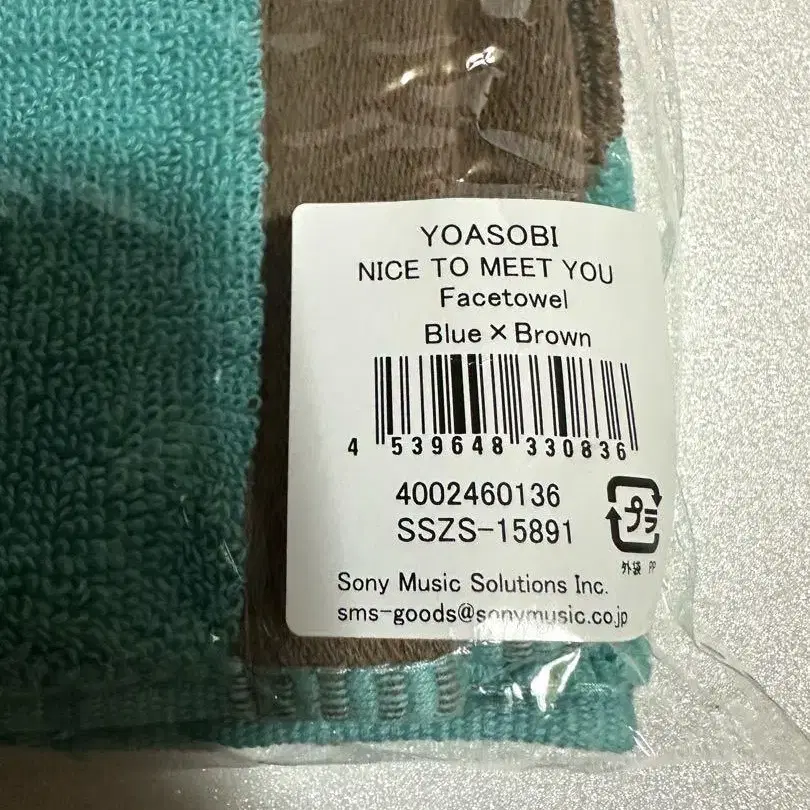 YOASOBI
NICE TO MEET YOU
Facetowel
Blue×Brown
4 539648 330836
4002460136
SSZS-15891
プラ
外袋 PP
Sony Music Solutions Inc.
sms-goods@sonymusic.co.jp